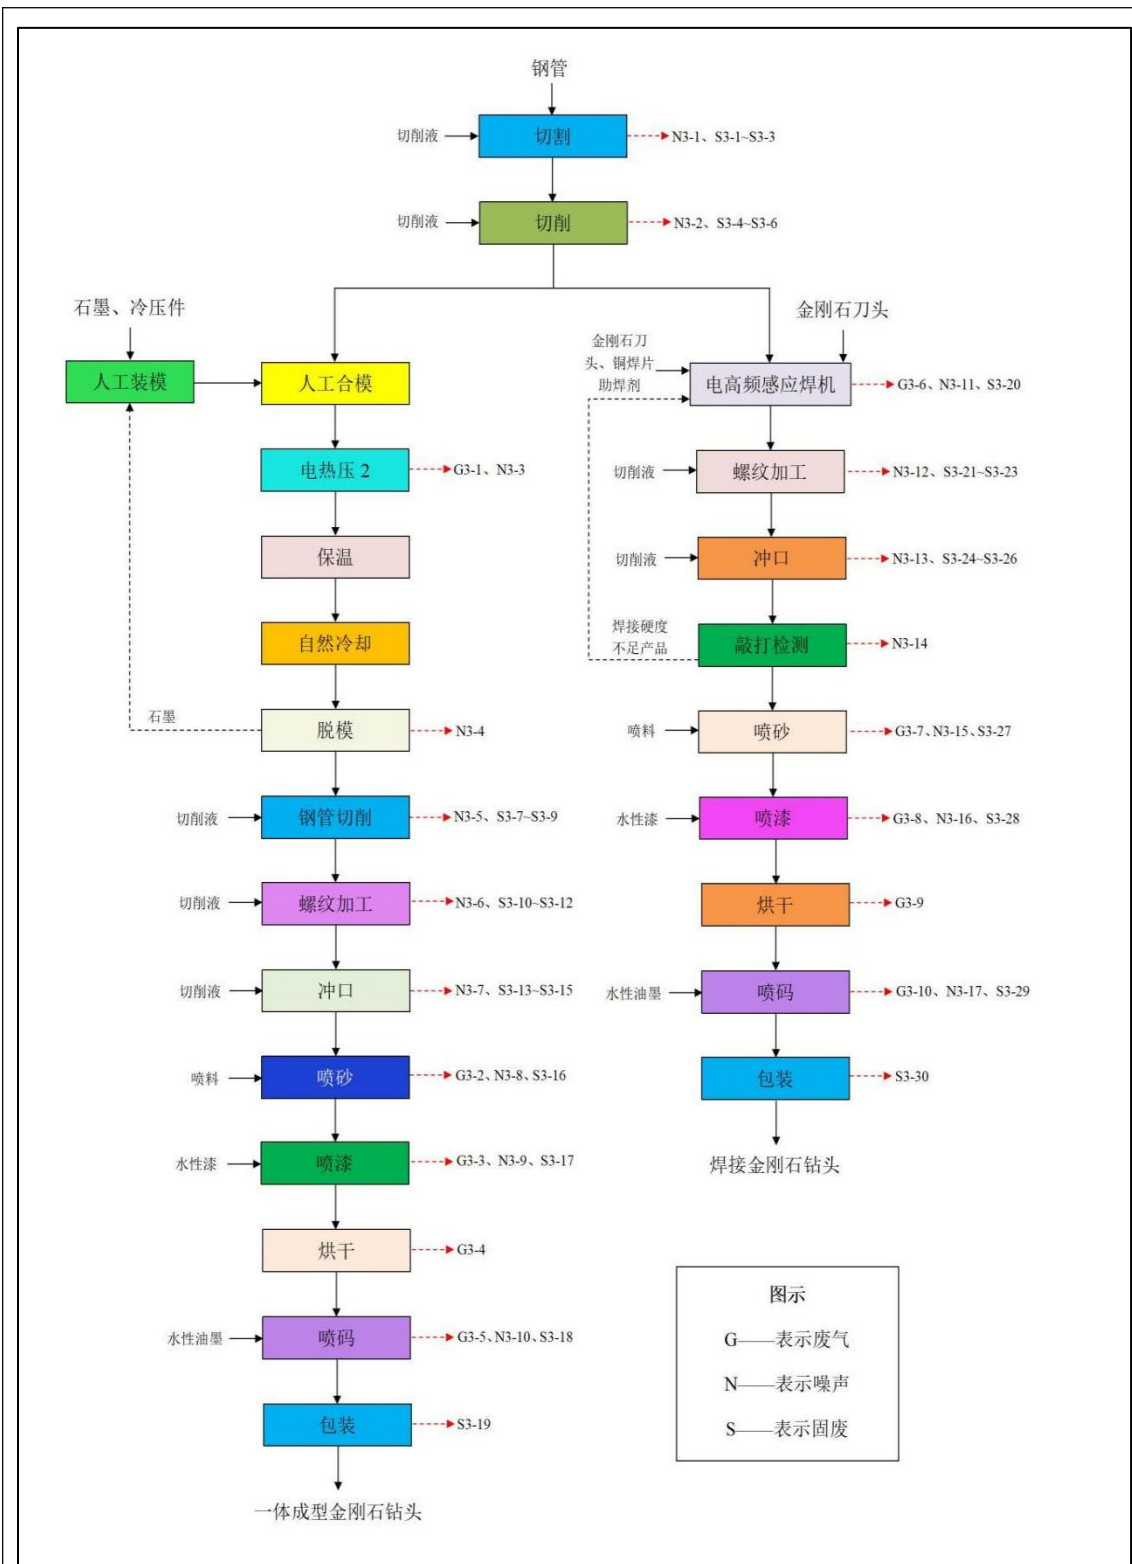 钢管
切削液
切割
N3-1、S3-1~S3-3
切削液
切削
N3-2、S3-4~S3-6
石墨、冷压件
人工装模
人工合模
电热压 2
G3-1、N3-3
保温
自然冷却
石墨
脱模
N3-4
切削液
钢管切削
N3-5、S3-7~S3-9
切削液
螺纹加工
N3-6、S3-10~S3-12
切削液
冲口
N3-7、S3-13~S3-15
喷料
喷砂
G3-2、N3-8、S3-16
水性漆
喷漆
G3-3、N3-9、S3-17
烘干
G3-4
水性油墨
喷码
G3-5、N3-10、S3-18
包装
S3-19
一体成型金刚石钻头
金刚石刀头
金刚石刀
头、铜焊片
助焊剂
电高频感应焊机
G3-6、N3-11、S3-20
切削液
螺纹加工
N3-12、S3-21~S3-23
切削液
冲口
N3-13、S3-24~S3-26
焊接硬度
不足产品
敲打检测
N3-14
喷料
喷砂
G3-7、N3-15、S3-27
水性漆
喷漆
G3-8、N3-16、S3-28
烘干
G3-9
水性油墨
喷码
G3-10、N3-17、S3-29
包装
S3-30
焊接金刚石钻头
图示
G——表示废气
N——表示噪声
S——表示固废